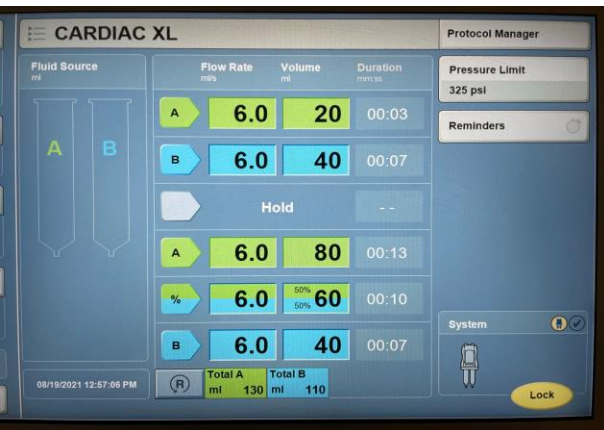 CARDIAC XL
Protocol Manager
Fluid Source
ml
Flow Rate Volume Duration
ml/s ml mm:ss
Pressure Limit
325 psi
Reminders
A 6.0 20 00:03
A B
B 6.0 40 00:07
Hold --
A 6.0 80 00:13
% 6.0 50% 50% 60 00:10
System
B 6.0 40 00:07
08/19/2021 12:57:06 PM
R
Total A Total B
ml 130 ml 110
Lock